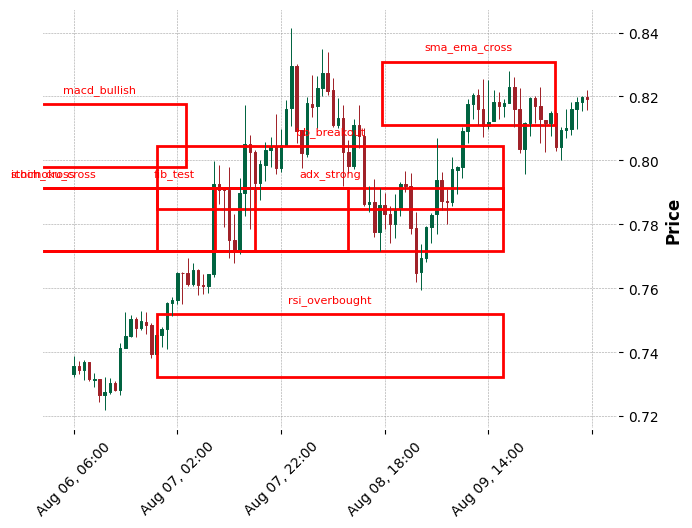 sma_ema_cross
macd_bullish
bb_breakout
fib_test
adx_strong
rsi_overbought
0.84
0.82
0.80
0.78
0.76
0.74
0.72
Price
Aug 06, 06:00
Aug 07, 02:00
Aug 07, 22:00
Aug 08, 18:00
Aug 09, 14:00